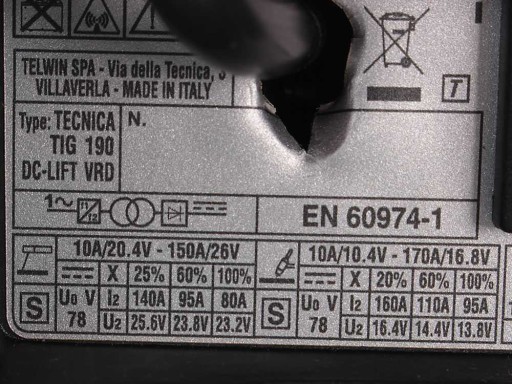 TELWIN SPA - Via della Tecnica, 3
VILLAVERLA - MADE IN ITALY
T
Type: TECNICA
TIG 190
DC-LIFT VRD
N.
1~ f1/f2
EN 60974-1
10A/20.4V - 150A/26V
X 25% 60% 100%
S U0 V 78
I2 140A 95A 80A
U2 25.6V 23.8V 23.2V
10A/10.4V - 170A/16.8V
X 20% 60% 100%
S U0 V 78
I2 160A 110A 95A
U2 16.4V 14.4V 13.8V